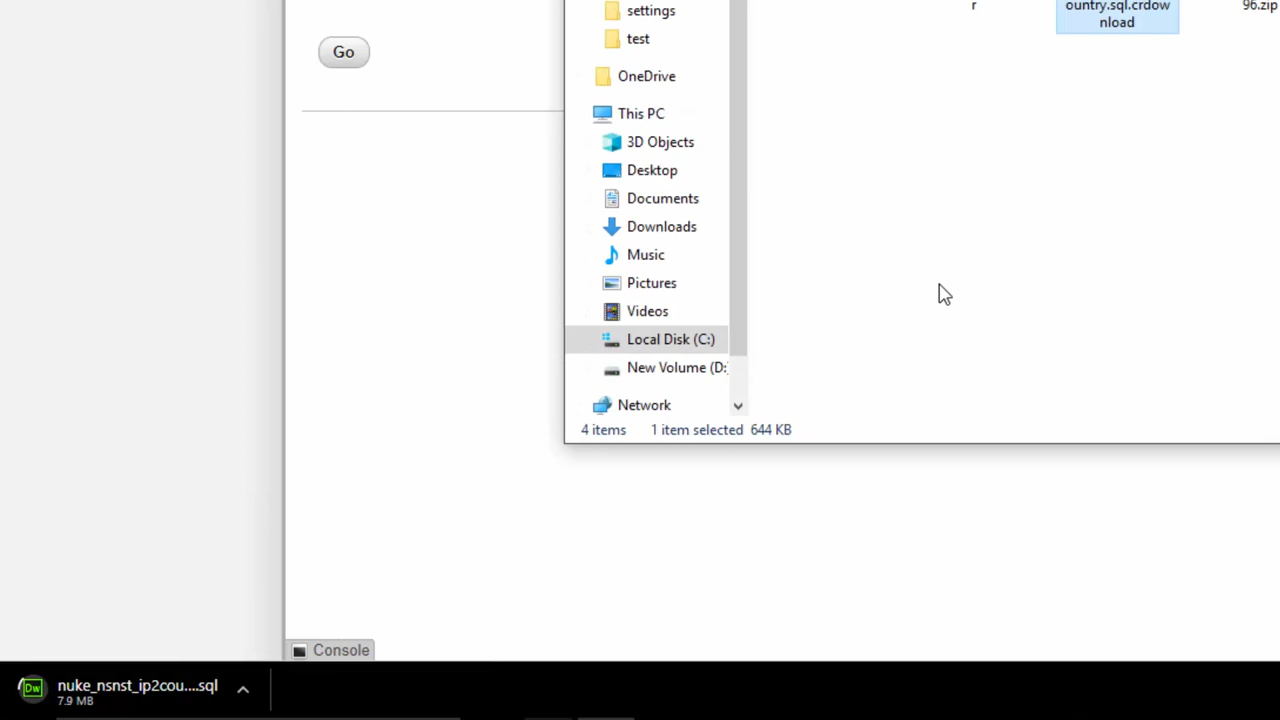 settings
r
ountry.sql.crdow
nload
96.zip
test
Go
OneDrive
This PC
3D Objects
Desktop
Documents
Downloads
Music
Pictures
Videos
Local Disk (C:)
New Volume (D:
Network
4 items 1 item selected 644 KB
Console
Dw
nuke_nsnst_ip2cou....sql
7.9 MB